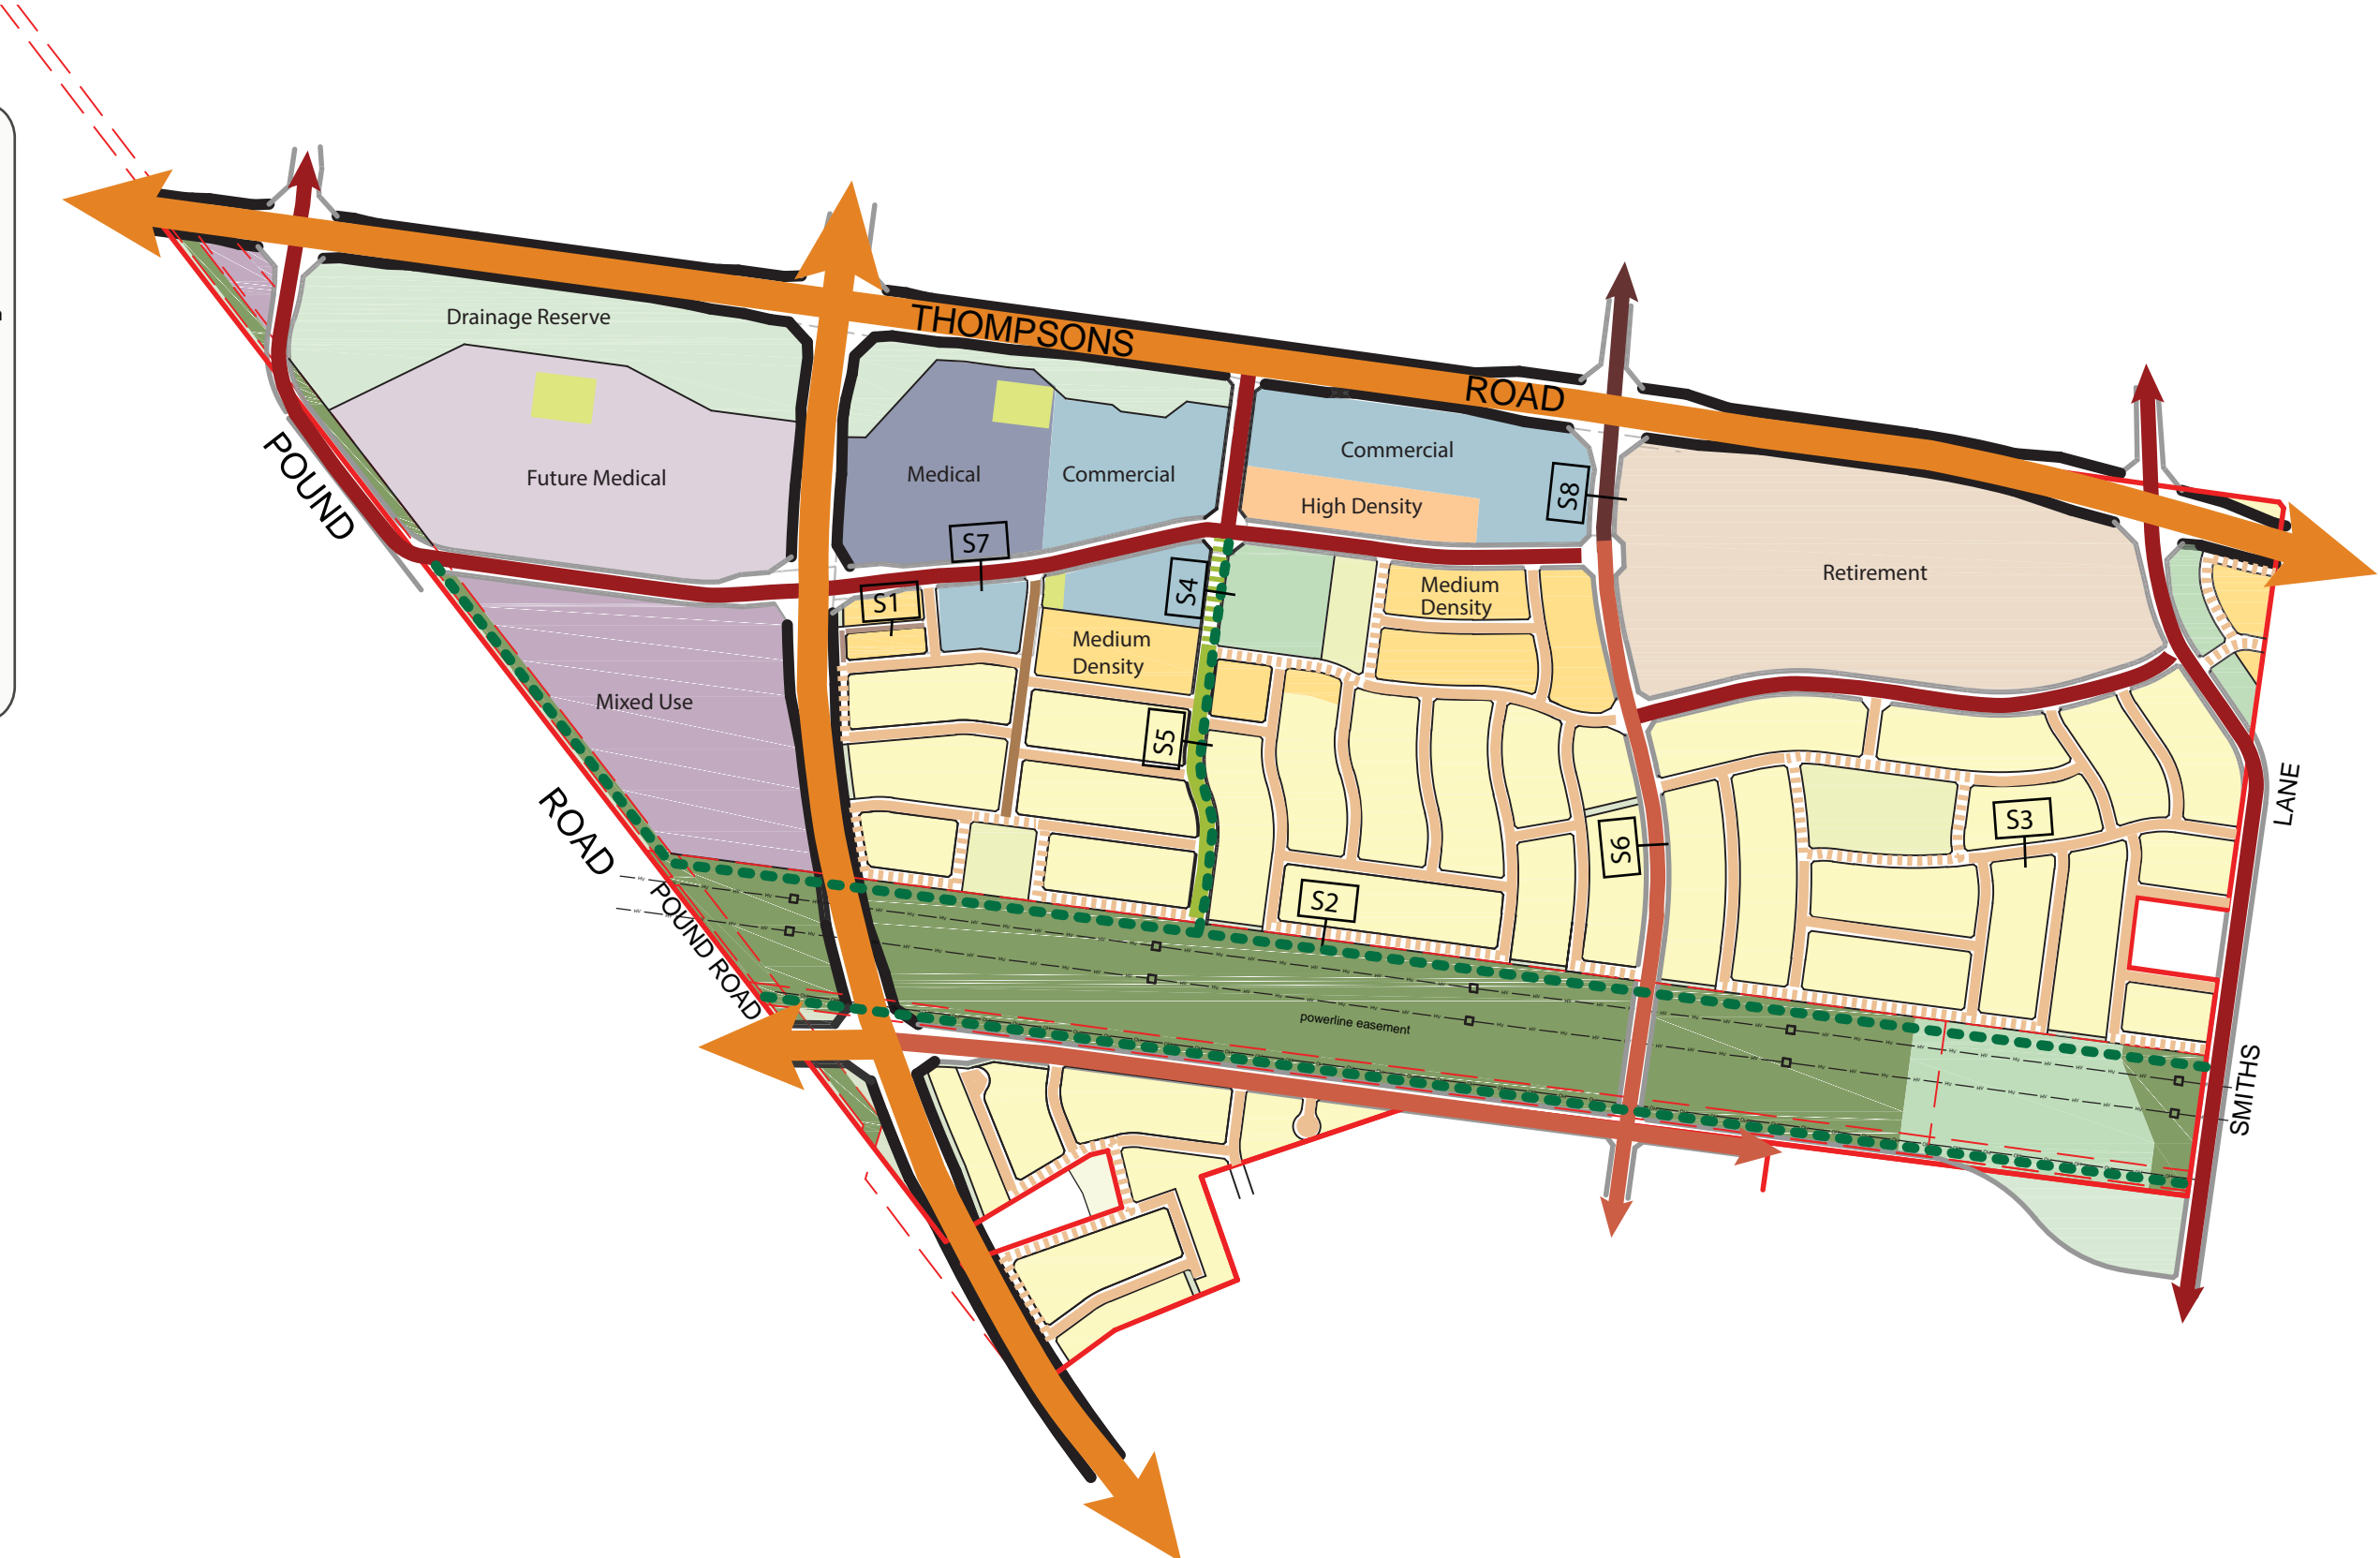 THOMPSONS
ROAD
Drainage Reserve
Future Medical
Medical
Commercial
Commercial
High Density
S8
Retirement
POUND
S7
S1
S4
Medium
Density
Medium
Density
Mixed Use
S5
S6
S3
S2
LANE
ROAD
POUND ROAD
powerline easement
SMITHS